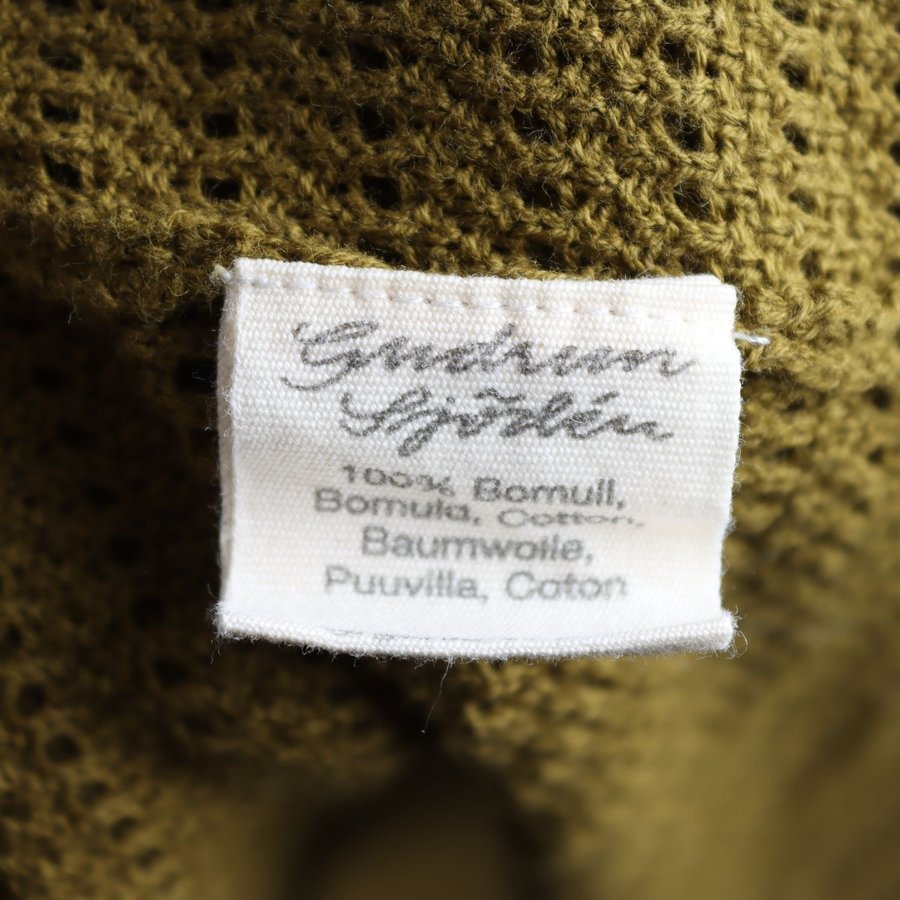 Gudrun
Sjödén
100% Bomull,
Bomuld, Cotton,
Baumwolle,
Puuvilla, Coton